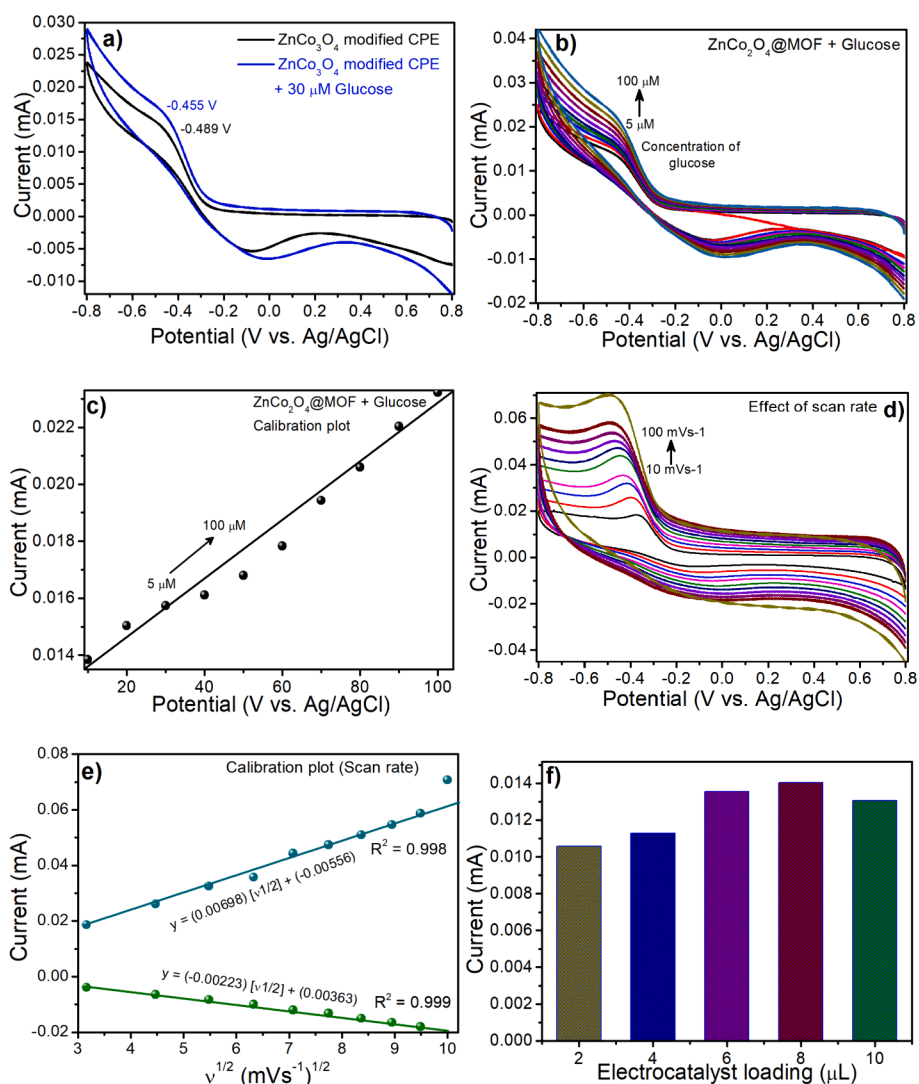 a)
ZnCo3O4 modified CPE
ZnCo3O4 modified CPE
+ 30 μM Glucose
-0.455 V
-0.489 V
0.030
0.025
0.020
0.015
0.010
0.005
0.000
-0.005
-0.010
Current (mA)
-0.8 -0.6 -0.4 -0.2 0.0 0.2 0.4 0.6 0.8
Potential (V vs. Ag/AgCl)
b)
ZnCo2O4@MOF + Glucose
100 μM
5 μM
Concentration of
glucose
0.04
0.03
0.02
0.01
0.00
-0.01
-0.02
Current (mA)
-0.8 -0.4 0.0 0.4 0.8
Potential (V vs. Ag/AgCl)
c)
ZnCo2O4@MOF + Glucose
Calibration plot
100 μM
5 μM
0.022
0.020
0.018
0.016
0.014
Current (mA)
20 40 60 80 100
Potential (V vs. Ag/AgCl)
d)
Effect of scan rate
100 mVs-1
10 mVs-1
0.06
0.04
0.02
0.00
-0.02
-0.04
Current (mA)
-0.8 -0.6 -0.4 -0.2 0.0 0.2 0.4 0.6 0.8
Potential (V vs. Ag/AgCl)
e)
Calibration plot (Scan rate)
R² = 0.998
y = (0.00698) [ν1/2] + (-0.00556)
y = (-0.00223) [ν1/2] + (0.00363)
R² = 0.999
0.08
0.06
0.04
0.02
0.00
-0.02
Current (mA)
3 4 5 6 7 8 9 10
ν1/2 (mVs-1)1/2
f)
0.014
0.012
0.010
0.008
0.006
0.004
0.002
0.000
Current (mA)
2 4 6 8 10
Electrocatalyst loading (μL)